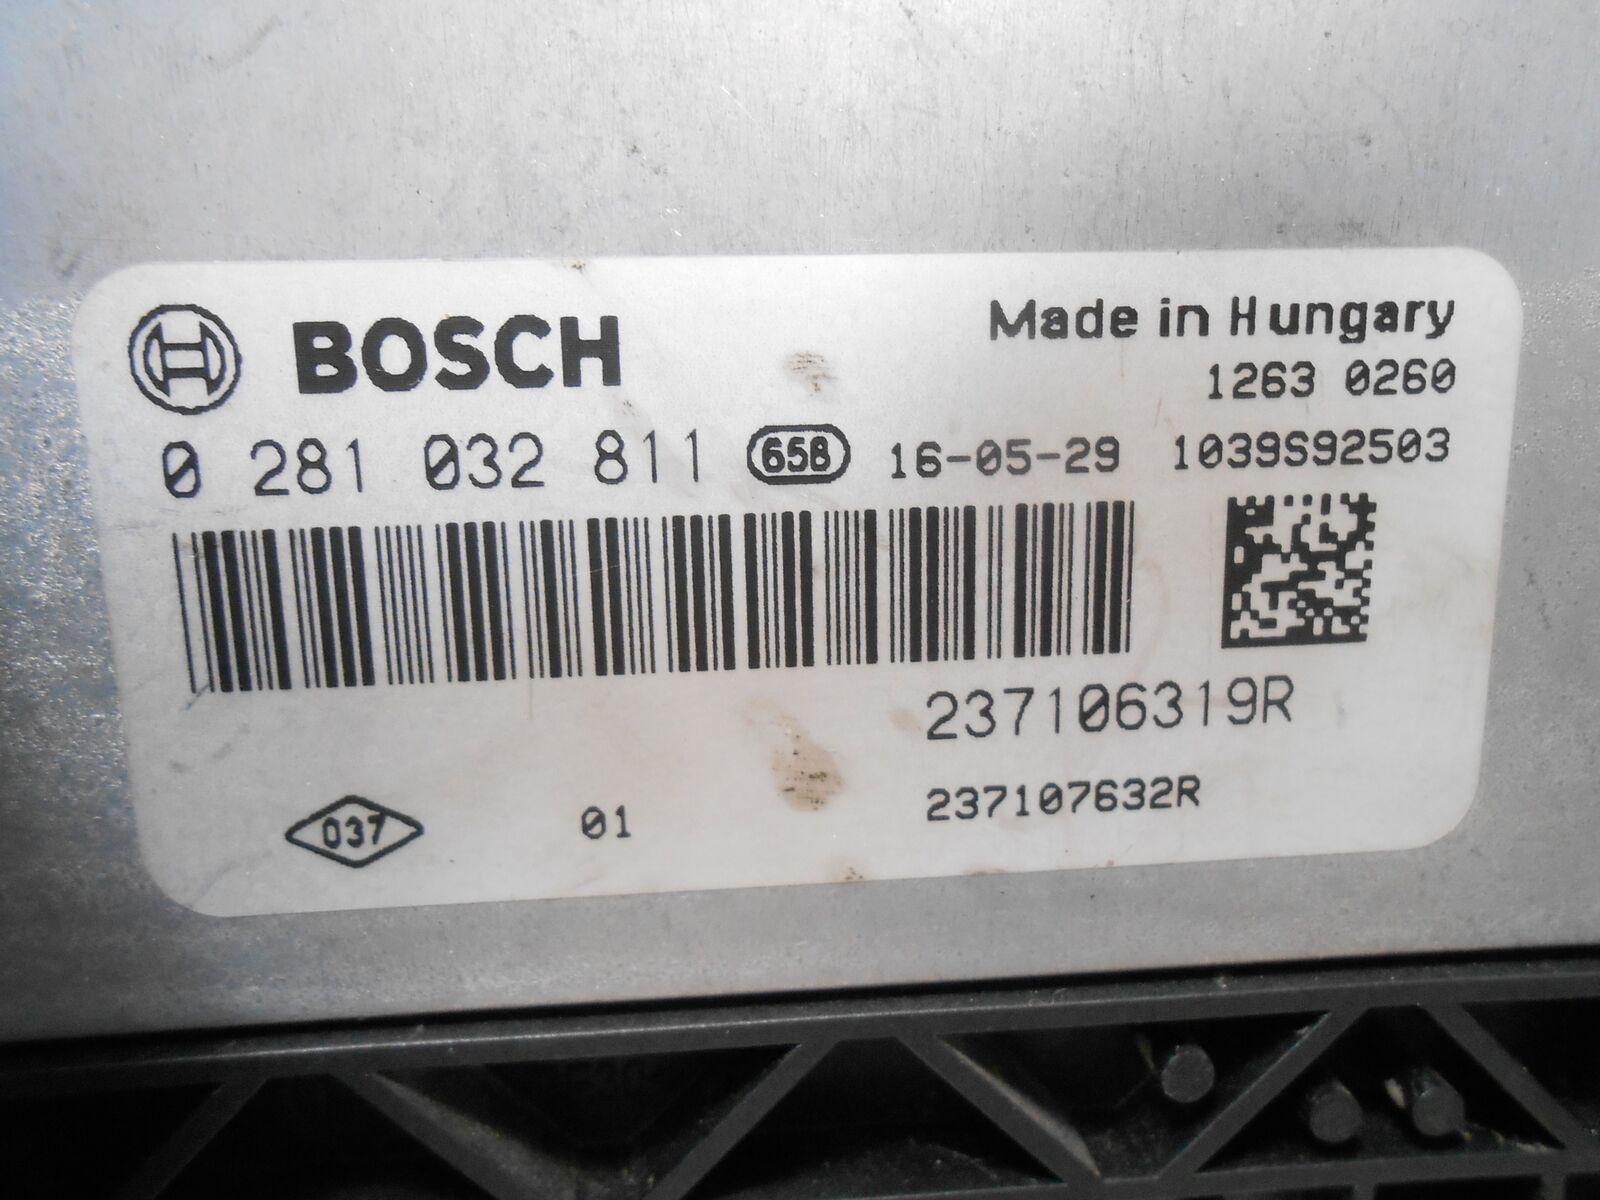 BOSCH
Made in Hungary
1263 0260
0 281 032 811 658 16-05-29 1039S92503
237106319R
037 01 237107632R